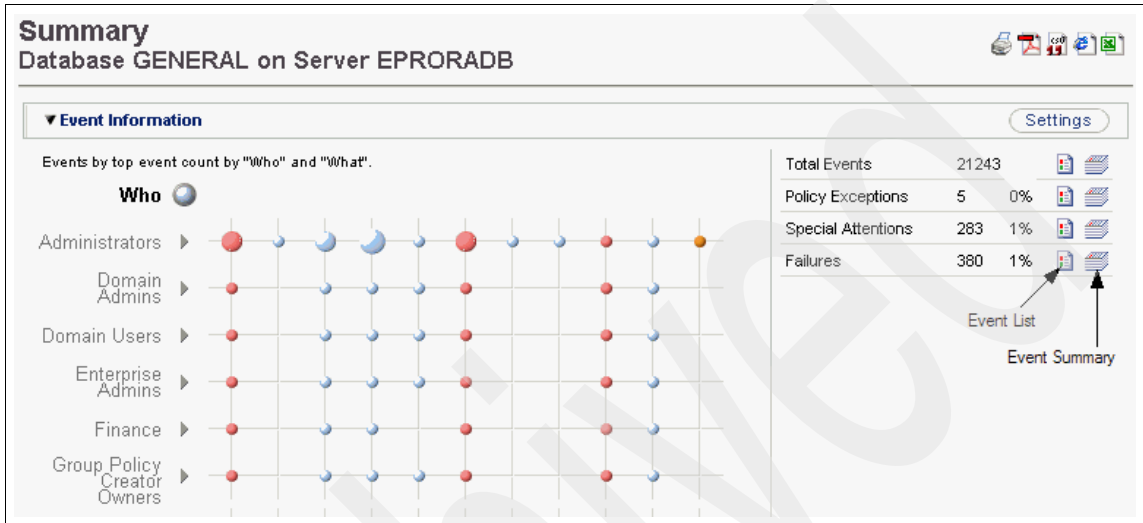 Summary
Database GENERAL on Server EPRORADB
Event Information
Settings
Events by top event count by "Who" and "What".
Who
Administrators
Domain
Admins
Domain Users
Enterprise
Admins
Finance
Group Policy
Creator
Owners
Total Events 21243
Policy Exceptions 5 0%
Special Attentions 283 1%
Failures 380 1%
Event List
Event Summary